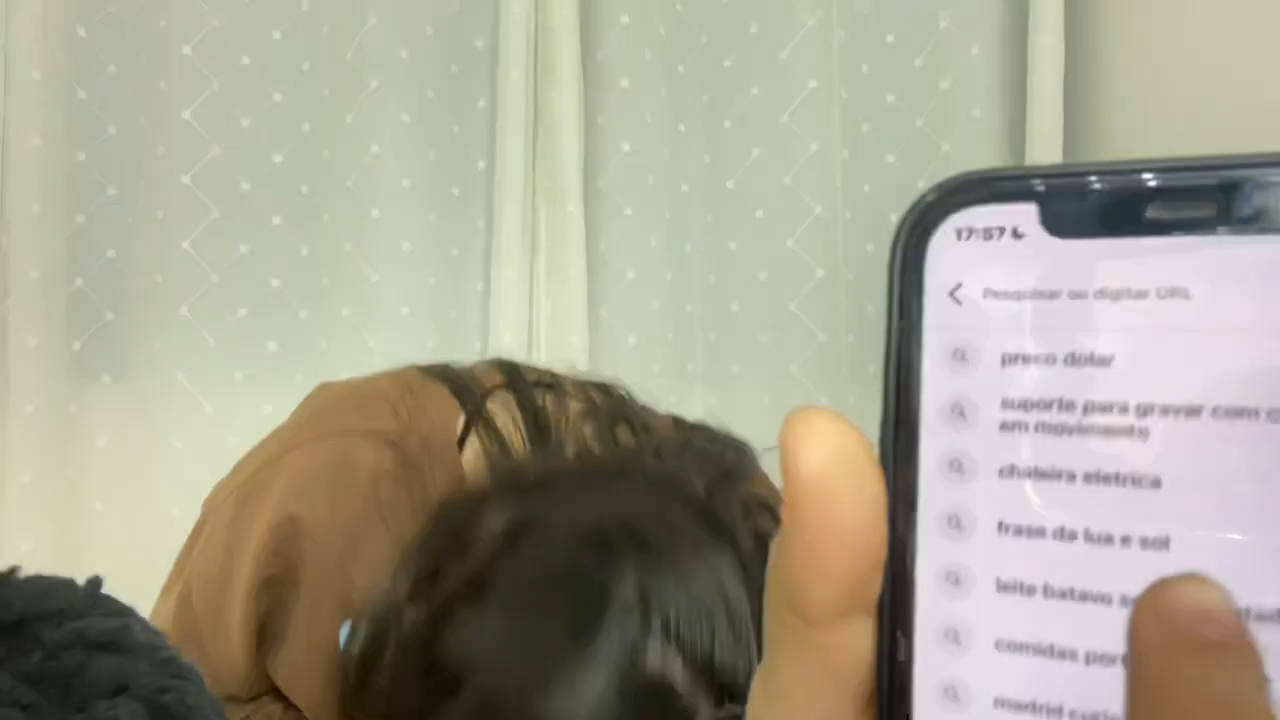 17:57
Pesquisar ou digitar URL
preco dolar
suporte para gravar com
em movimento
chaleira eletrica
frase da lua e sol
leite batavo
comidas
madrid